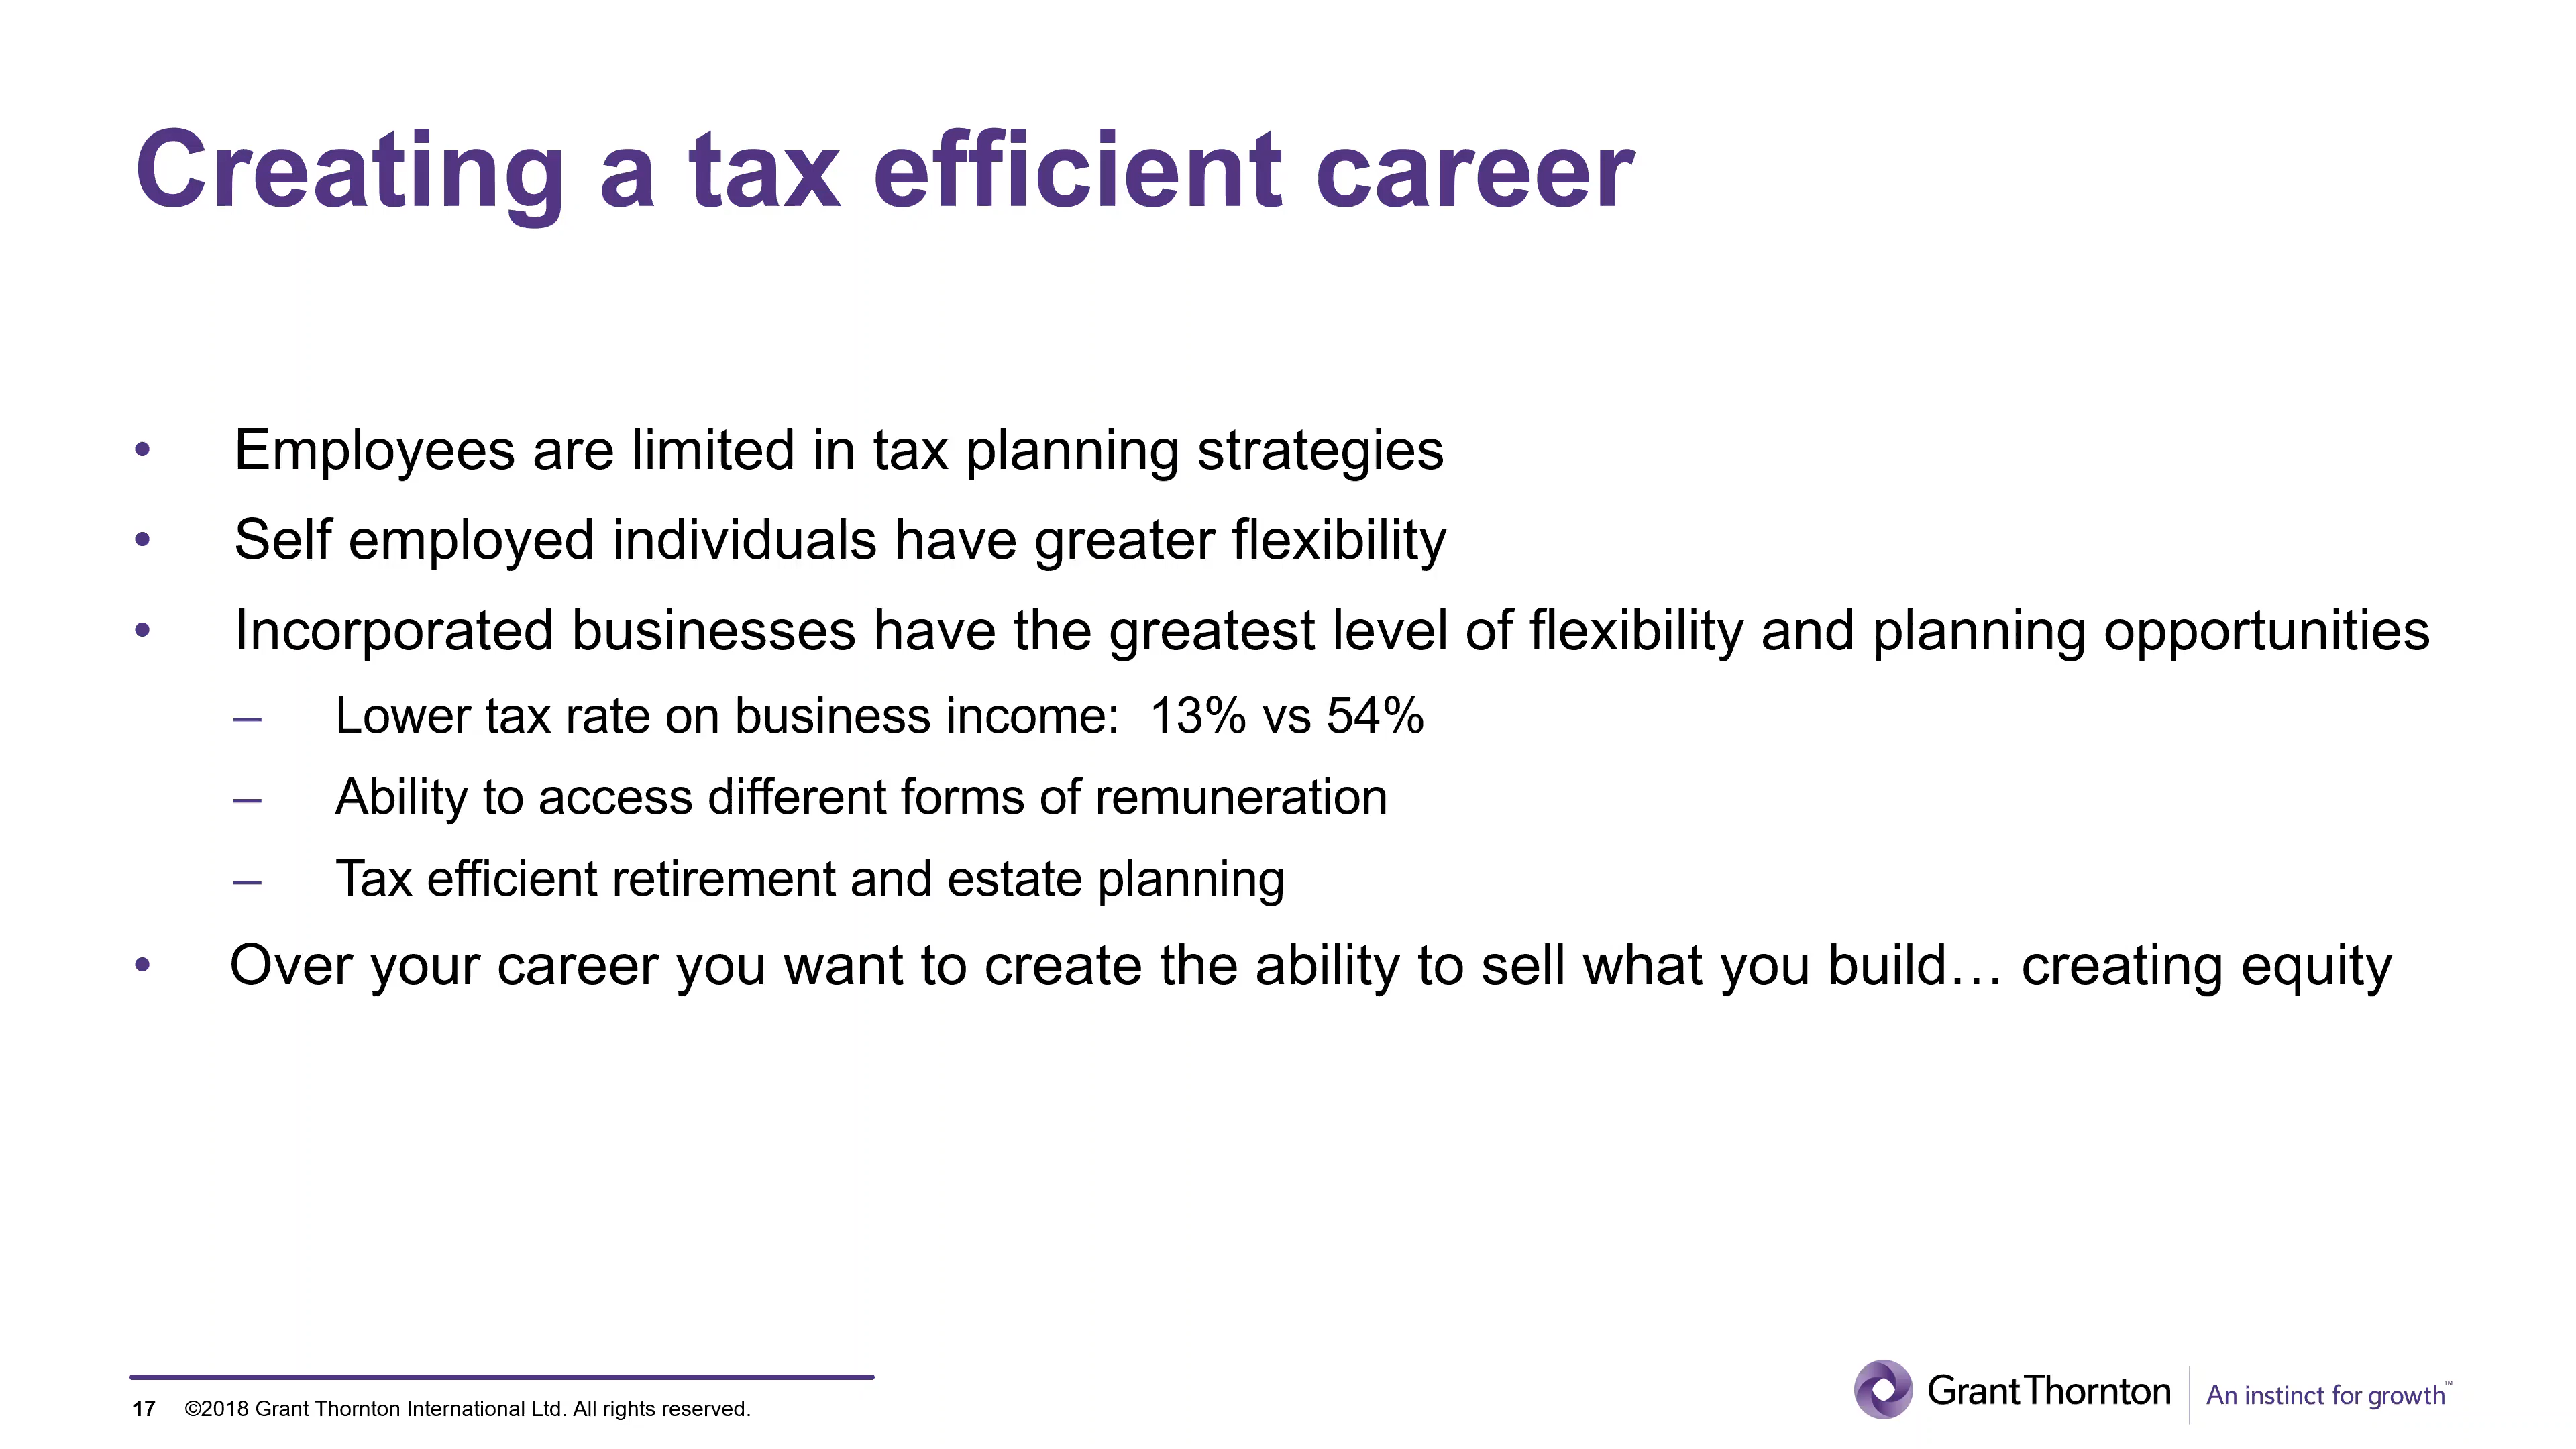 Creating a tax efficient career
• Employees are limited in tax planning strategies
• Self employed individuals have greater flexibility
• Incorporated businesses have the greatest level of flexibility and planning opportunities
– Lower tax rate on business income:  13% vs 54%
– Ability to access different forms of remuneration
– Tax efficient retirement and estate planning
• Over your career you want to create the ability to sell what you build… creating equity
17 ©2018 Grant Thornton International Ltd. All rights reserved.
Grant Thornton | An instinct for growth™